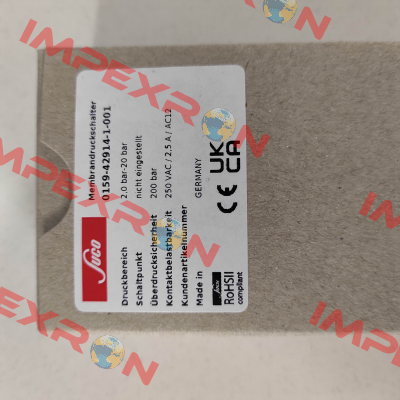 IMPEXRON
Suco
Membrandruckschalter
0159-42914-1-001
Druckbereich 2,0 bar-20 bar
Schaltpunkt nicht eingestellt
Überdrucksicherheit 200 bar
Kontaktbelastbarkeit 250 VAC / 2,5 A / AC12
Kundenartikelnummer
Made in GERMANY
Suco
RoHSII
compliant
CE UK
CA
IMPEXRON
IMPEXRON